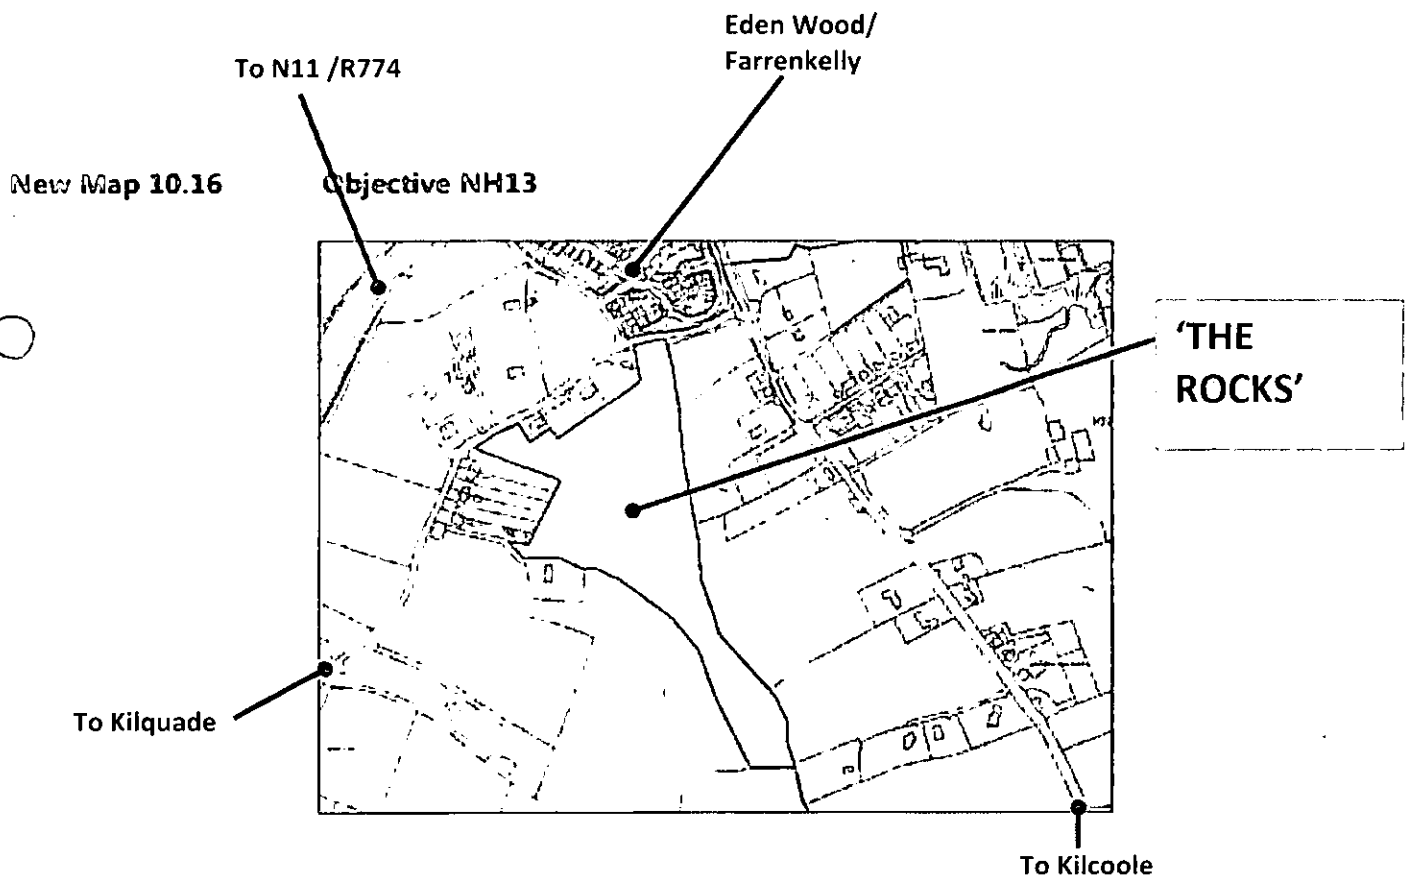 Eden Wood/
Farrenkelly
To N11 /R774
New Map 10.16 Objective NH13
‘THE
ROCKS’
To Kilquade
To Kilcoole